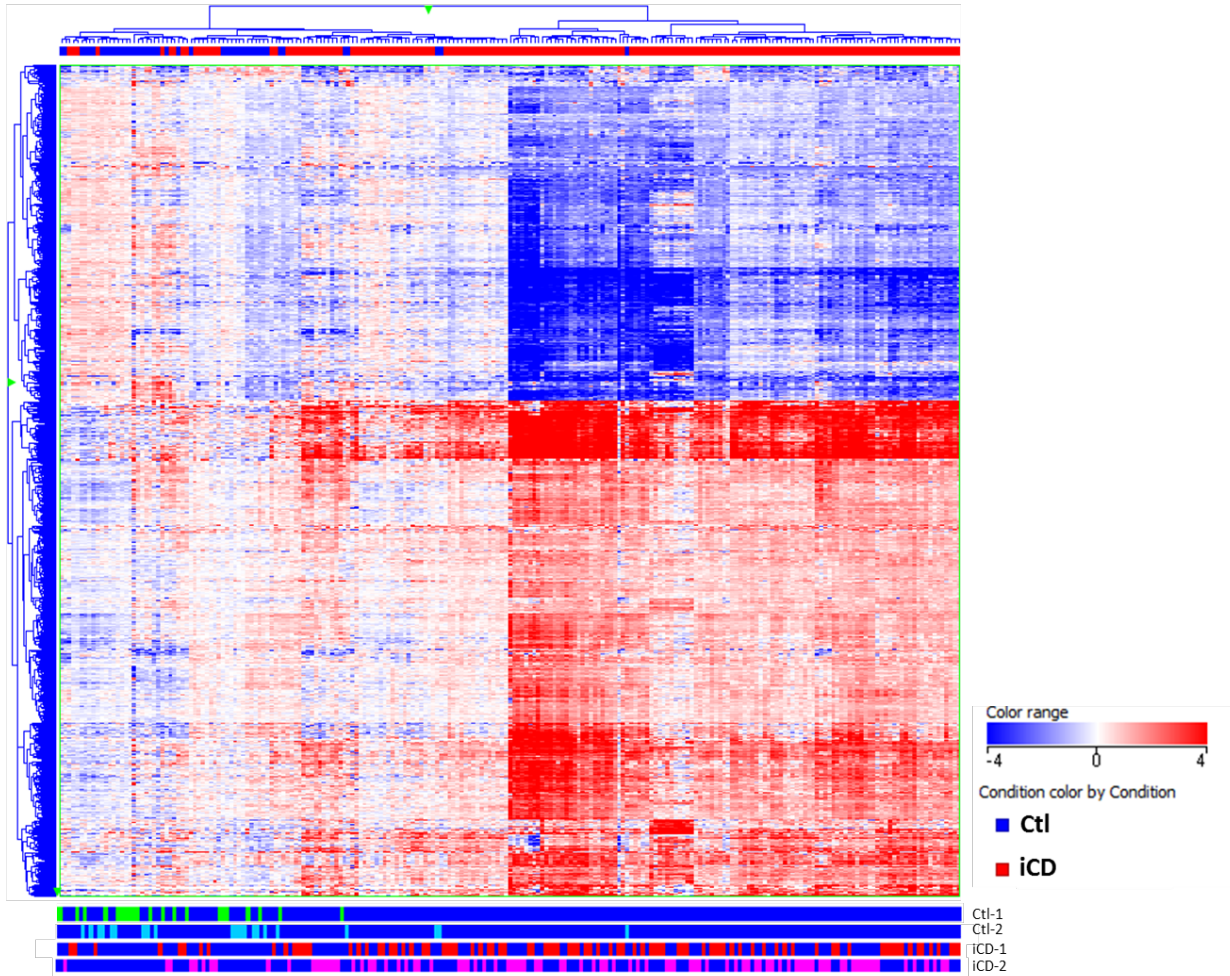 Color range
-4 0 4
Condition color by Condition
Ctl
iCD
Ctl-1
Ctl-2
iCD-1
iCD-2